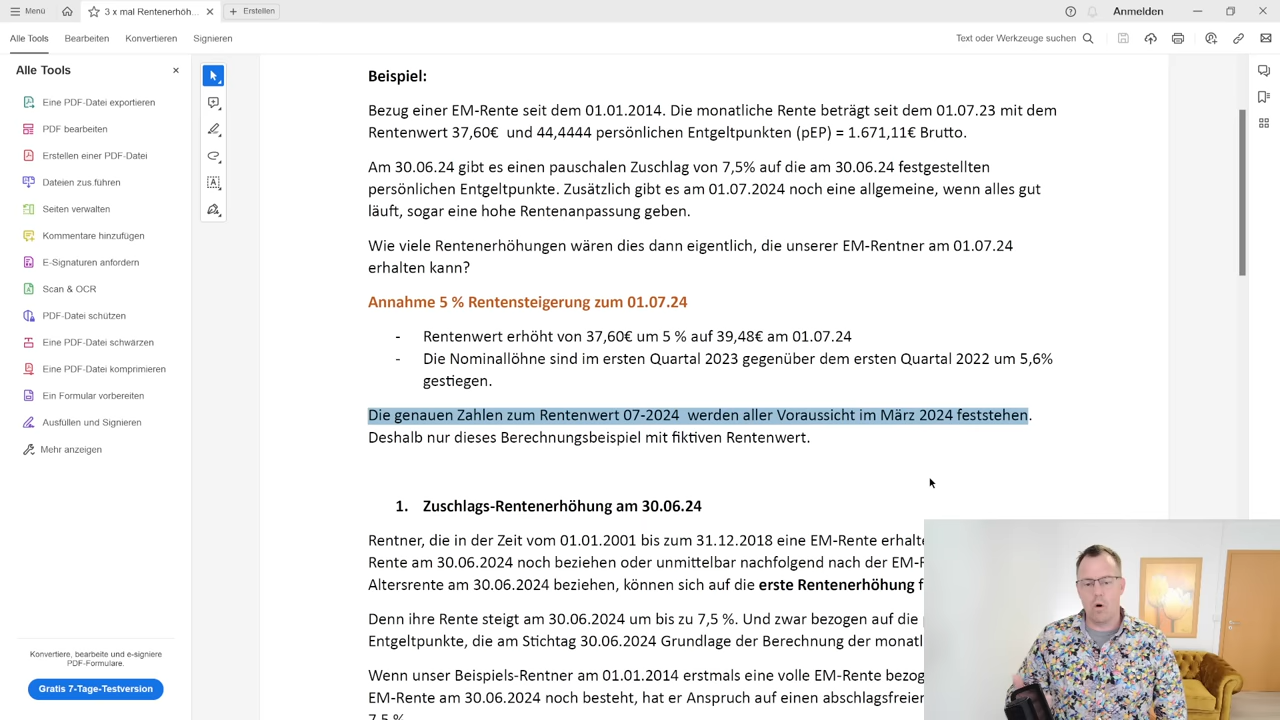 Menü
3 x mal Rentenerhöh...
Erstellen
Anmelden
Alle Tools
Bearbeiten
Konvertieren
Signieren
Text oder Werkzeuge suchen
Alle Tools
Eine PDF-Datei exportieren
PDF bearbeiten
Erstellen einer PDF-Datei
Dateien zus.führen
Seiten verwalten
Kommentare hinzufügen
E-Signaturen anfordern
Scan & OCR
PDF-Datei schützen
Eine PDF-Datei schwärzen
Eine PDF-Datei komprimieren
Ein Formular vorbereiten
Ausfüllen und Signieren
Mehr anzeigen
Konvertiere, bearbeite und e-signiere
PDF-Formulare.
Gratis 7-Tage-Testversion
Beispiel:
Bezug einer EM-Rente seit dem 01.01.2014. Die monatliche Rente beträgt seit dem 01.07.23 mit dem
Rentenwert 37,60€ und 44,4444 persönlichen Entgeltpunkten (pEP) = 1.671,11€ Brutto.
Am 30.06.24 gibt es einen pauschalen Zuschlag von 7,5% auf die am 30.06.24 festgestellten
persönlichen Entgeltpunkte. Zusätzlich gibt es am 01.07.2024 noch eine allgemeine, wenn alles gut
läuft, sogar eine hohe Rentenanpassung geben.
Wie viele Rentenerhöhungen wären dies dann eigentlich, die unserer EM-Rentner am 01.07.24
erhalten kann?
Annahme 5 % Rentensteigerung zum 01.07.24
- Rentenwert erhöht von 37,60€ um 5 % auf 39,48€ am 01.07.24
- Die Nominallöhne sind im ersten Quartal 2023 gegenüber dem ersten Quartal 2022 um 5,6%
gestiegen.
Die genauen Zahlen zum Rentenwert 07-2024 werden aller Voraussicht im März 2024 feststehen.
Deshalb nur dieses Berechnungsbeispiel mit fiktiven Rentenwert.
1. Zuschlags-Rentenerhöhung am 30.06.24
Rentner, die in der Zeit vom 01.01.2001 bis zum 31.12.2018 eine EM-Rente
Rente am 30.06.2024 noch beziehen oder unmittelbar nachfolgend nach der
Altersrente am 30.06.2024 beziehen, können sich auf die erste Rentenerhöhung
Denn ihre Rente steigt am 30.06.2024 um bis zu 7,5 %. Und zwar bezogen auf die
Entgeltpunkte, die am Stichtag 30.06.2024 Grundlage der Berechnung der
Wenn unser Beispiels-Rentner am 01.01.2014 erstmals eine volle EM-Rente
EM-Rente am 30.06.2024 noch besteht, hat er Anspruch auf einen
7,5 %